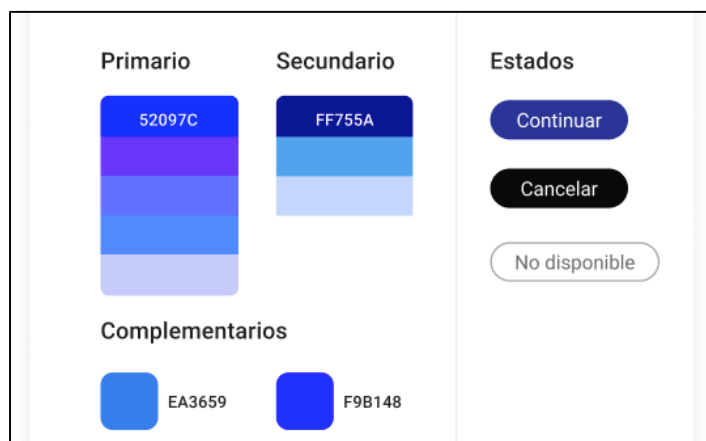 Primario
Secundario
Estados
52097C
FF755A
Continuar
Cancelar
No disponible
Complementarios
EA3659
F9B148